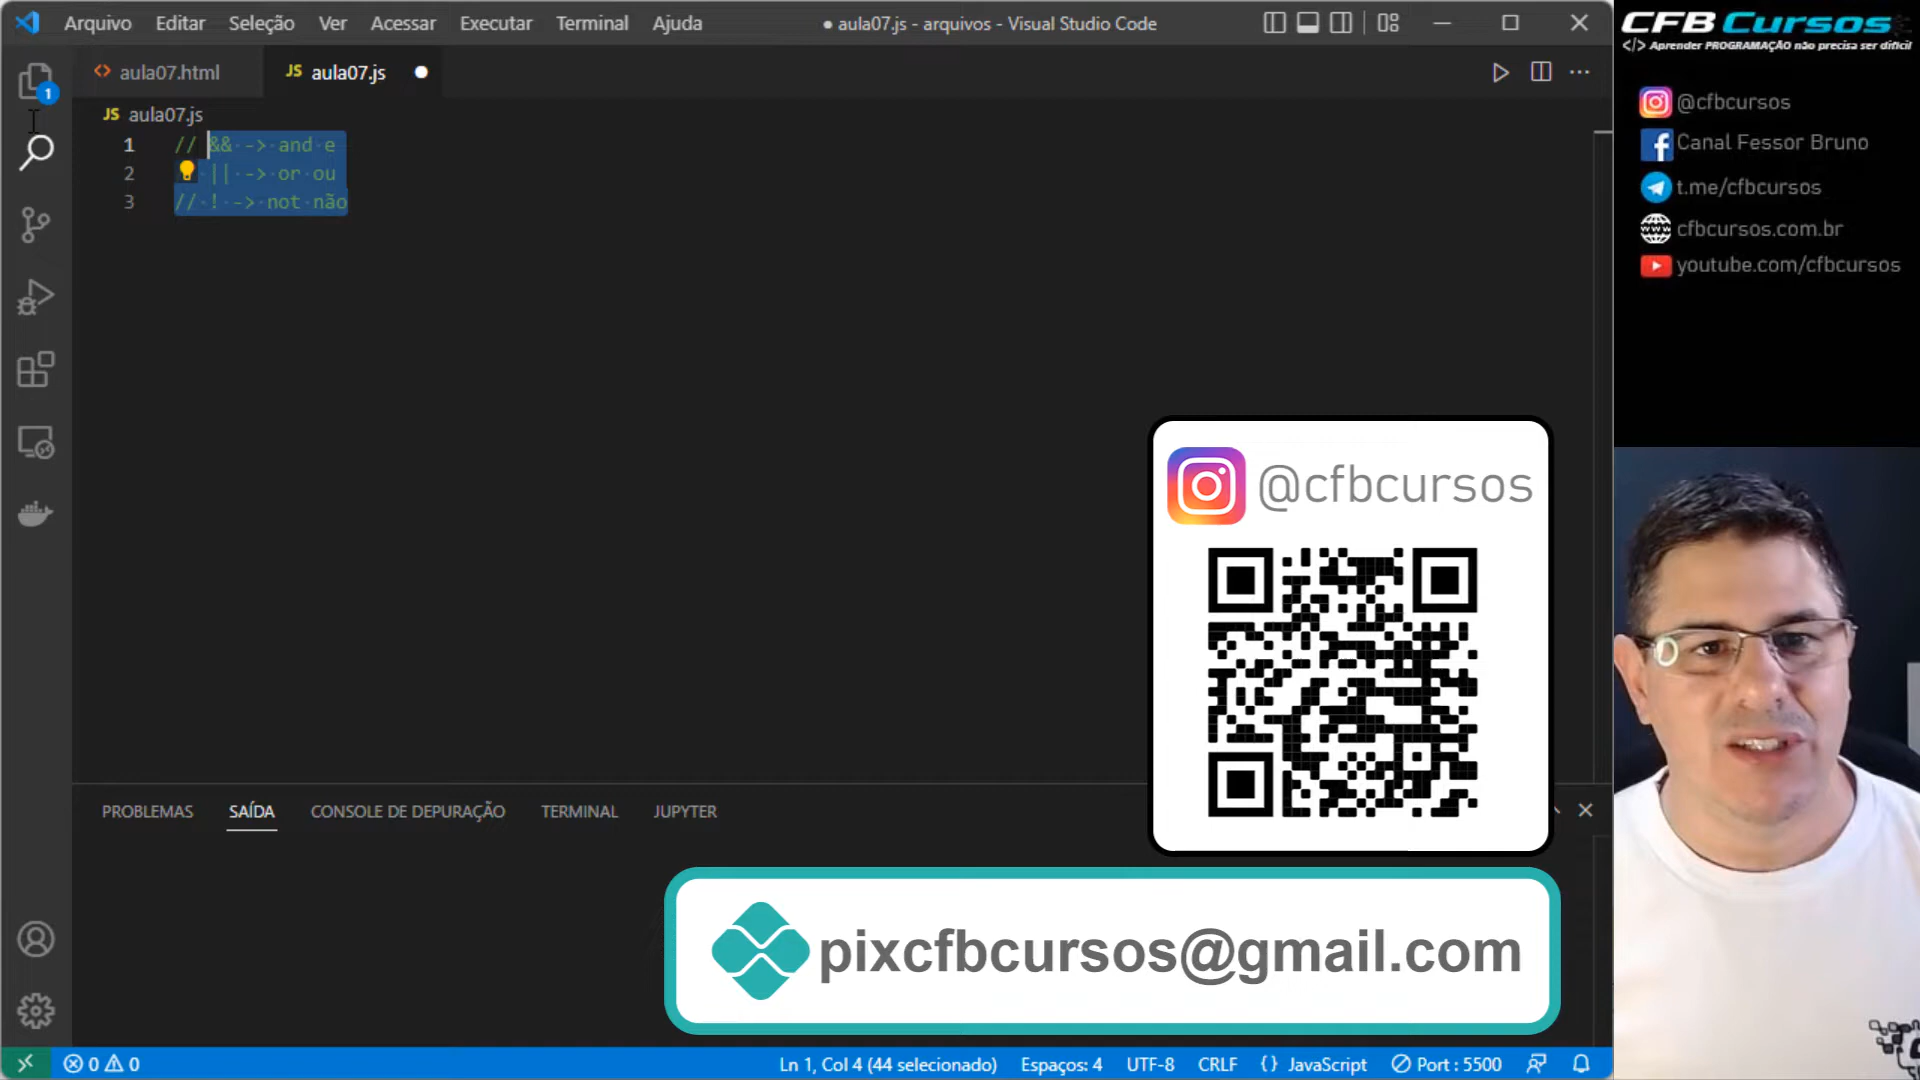 Arquivo Editar Seleção Ver Acessar Executar Terminal Ajuda
● aula07.js - arquivos - Visual Studio Code
aula07.html
JS aula07.js
JS aula07.js
1 // && -> and e
2 || -> or ou
3 // ! -> not não
1
PROBLEMAS SAÍDA CONSOLE DE DEPURAÇÃO TERMINAL JUPYTER
0 0
Ln 1, Col 4 (44 selecionado) Espaços: 4 UTF-8 CRLF {} JavaScript Port : 5500
@cfbcursos
pixcfbcursos@gmail.com
CFB Cursos
</> Aprender PROGRAMAÇÃO não precisa ser difícil
@cfbcursos
Canal Fessor Bruno
t.me/cfbcursos
cfbcursos.com.br
youtube.com/cfbcursos